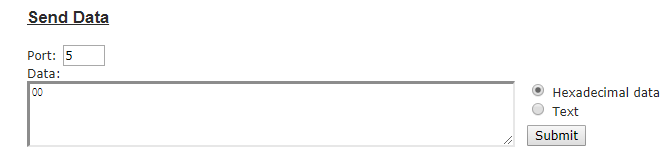 Send Data
Port: 5
Data:
00
Hexadecimal data
Text
Submit